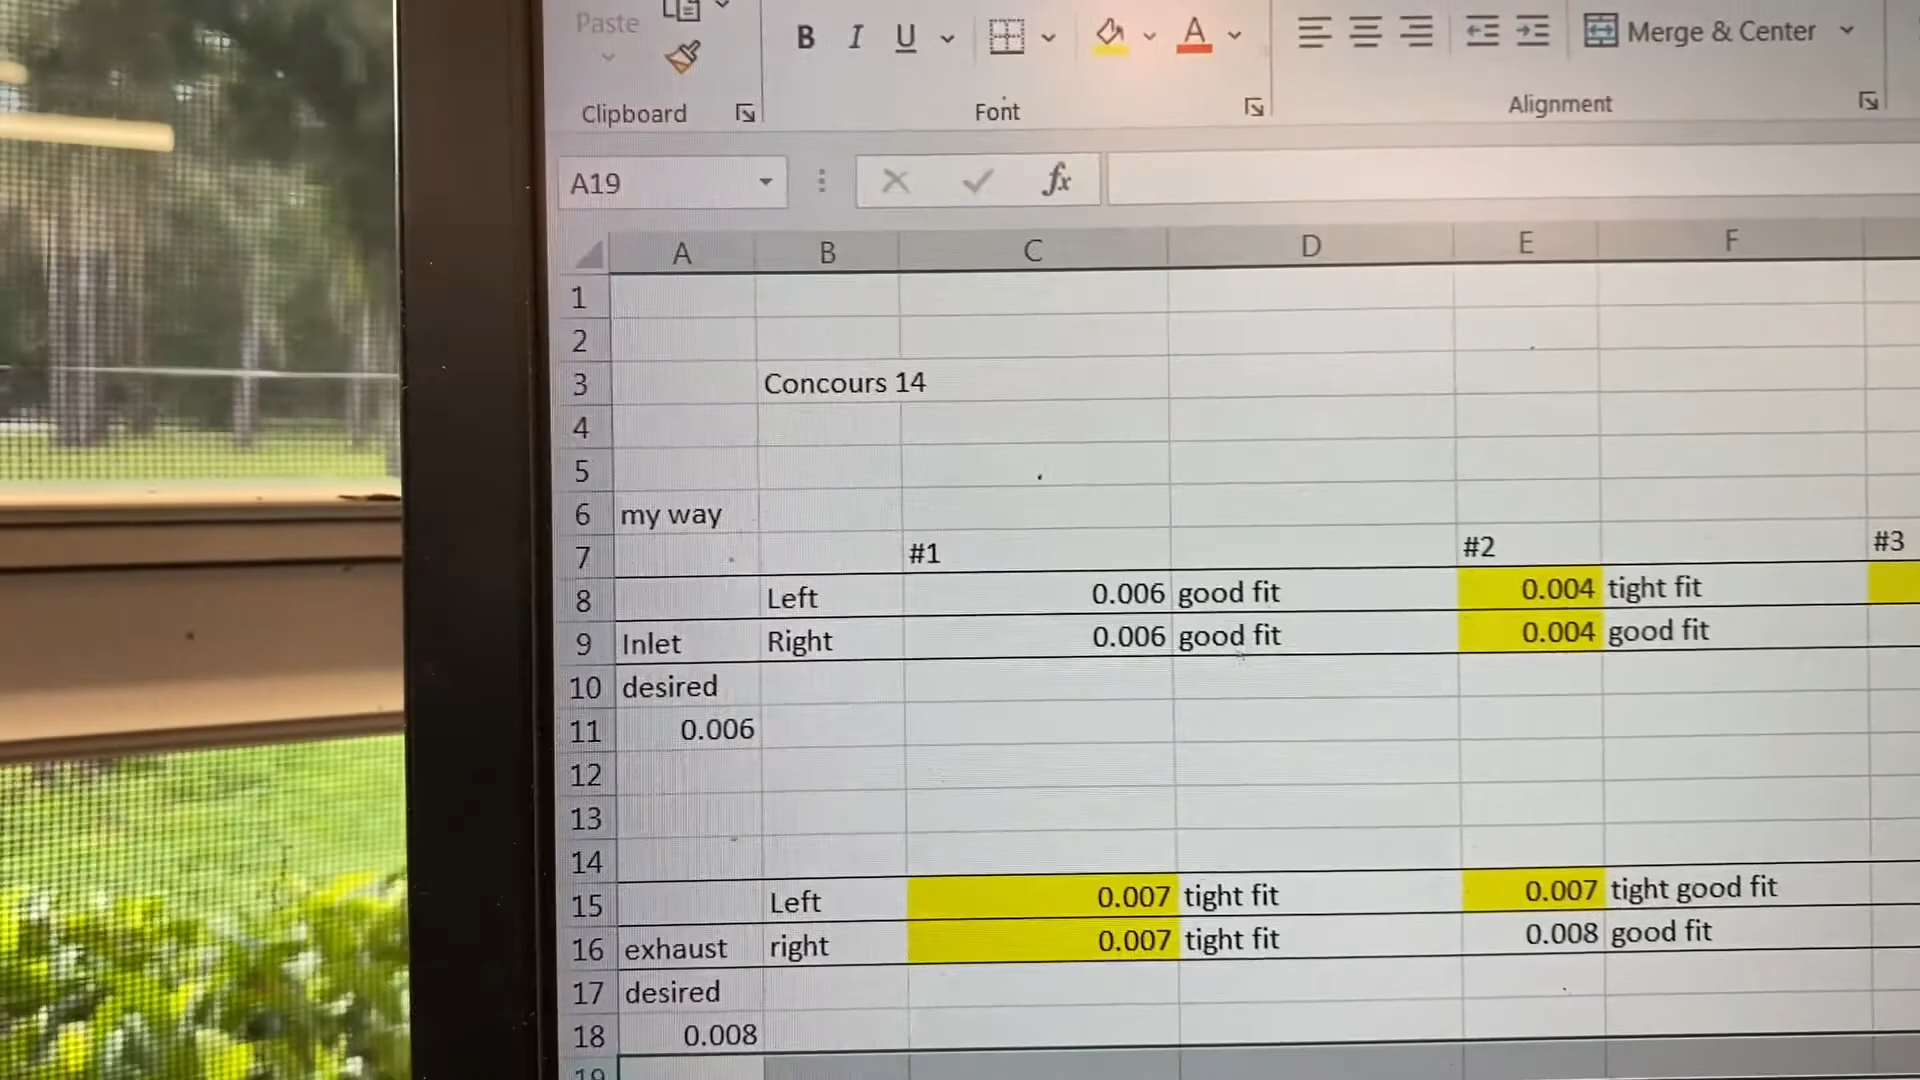 Paste
B I U A Merge & Center
Clipboard Font Alignment
A19 fx
A B C D E F
1
2
3 Concours 14
4
5
6 my way
7 #1 #2 #3
8 Left 0.006 good fit 0.004 tight fit
9 Inlet Right 0.006 good fit 0.004 good fit
10 desired
11 0.006
12
13
14
15 Left 0.007 tight fit 0.007 tight good fit
16 exhaust right 0.007 tight fit 0.008 good fit
17 desired
18 0.008
19